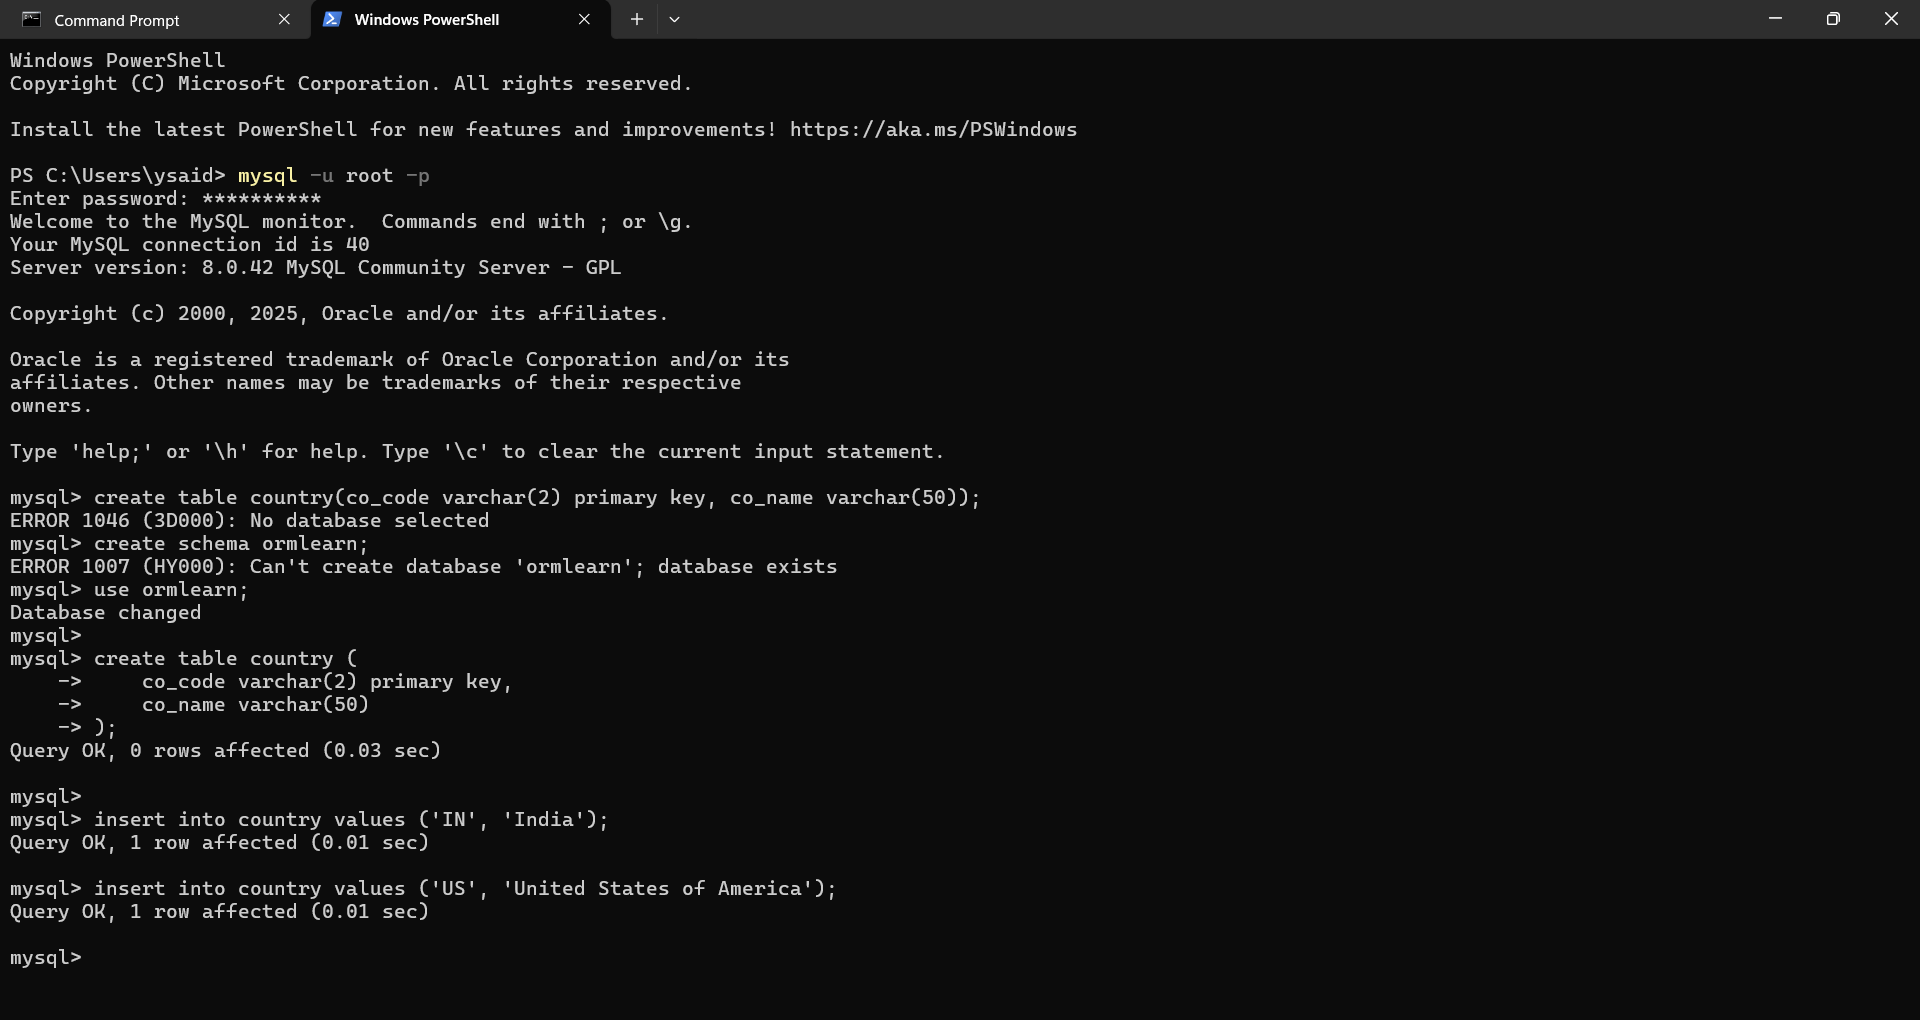 Command Prompt
Windows PowerShell
Windows PowerShell
Copyright (C) Microsoft Corporation. All rights reserved.
Install the latest PowerShell for new features and improvements! https://aka.ms/PSWindows
PS C:\Users\ysaid> mysql -u root -p
Enter password: **********
Welcome to the MySQL monitor.  Commands end with ; or \g.
Your MySQL connection id is 40
Server version: 8.0.42 MySQL Community Server - GPL
Copyright (c) 2000, 2025, Oracle and/or its affiliates.
Oracle is a registered trademark of Oracle Corporation and/or its
affiliates. Other names may be trademarks of their respective
owners.
Type 'help;' or '\h' for help. Type '\c' to clear the current input statement.
mysql> create table country(co_code varchar(2) primary key, co_name varchar(50));
ERROR 1046 (3D000): No database selected
mysql> create schema ormlearn;
ERROR 1007 (HY000): Can't create database 'ormlearn'; database exists
mysql> use ormlearn;
Database changed
mysql>
mysql> create table country (
    ->     co_code varchar(2) primary key,
    ->     co_name varchar(50)
    -> );
Query OK, 0 rows affected (0.03 sec)
mysql>
mysql> insert into country values ('IN', 'India');
Query OK, 1 row affected (0.01 sec)
mysql> insert into country values ('US', 'United States of America');
Query OK, 1 row affected (0.01 sec)
mysql>